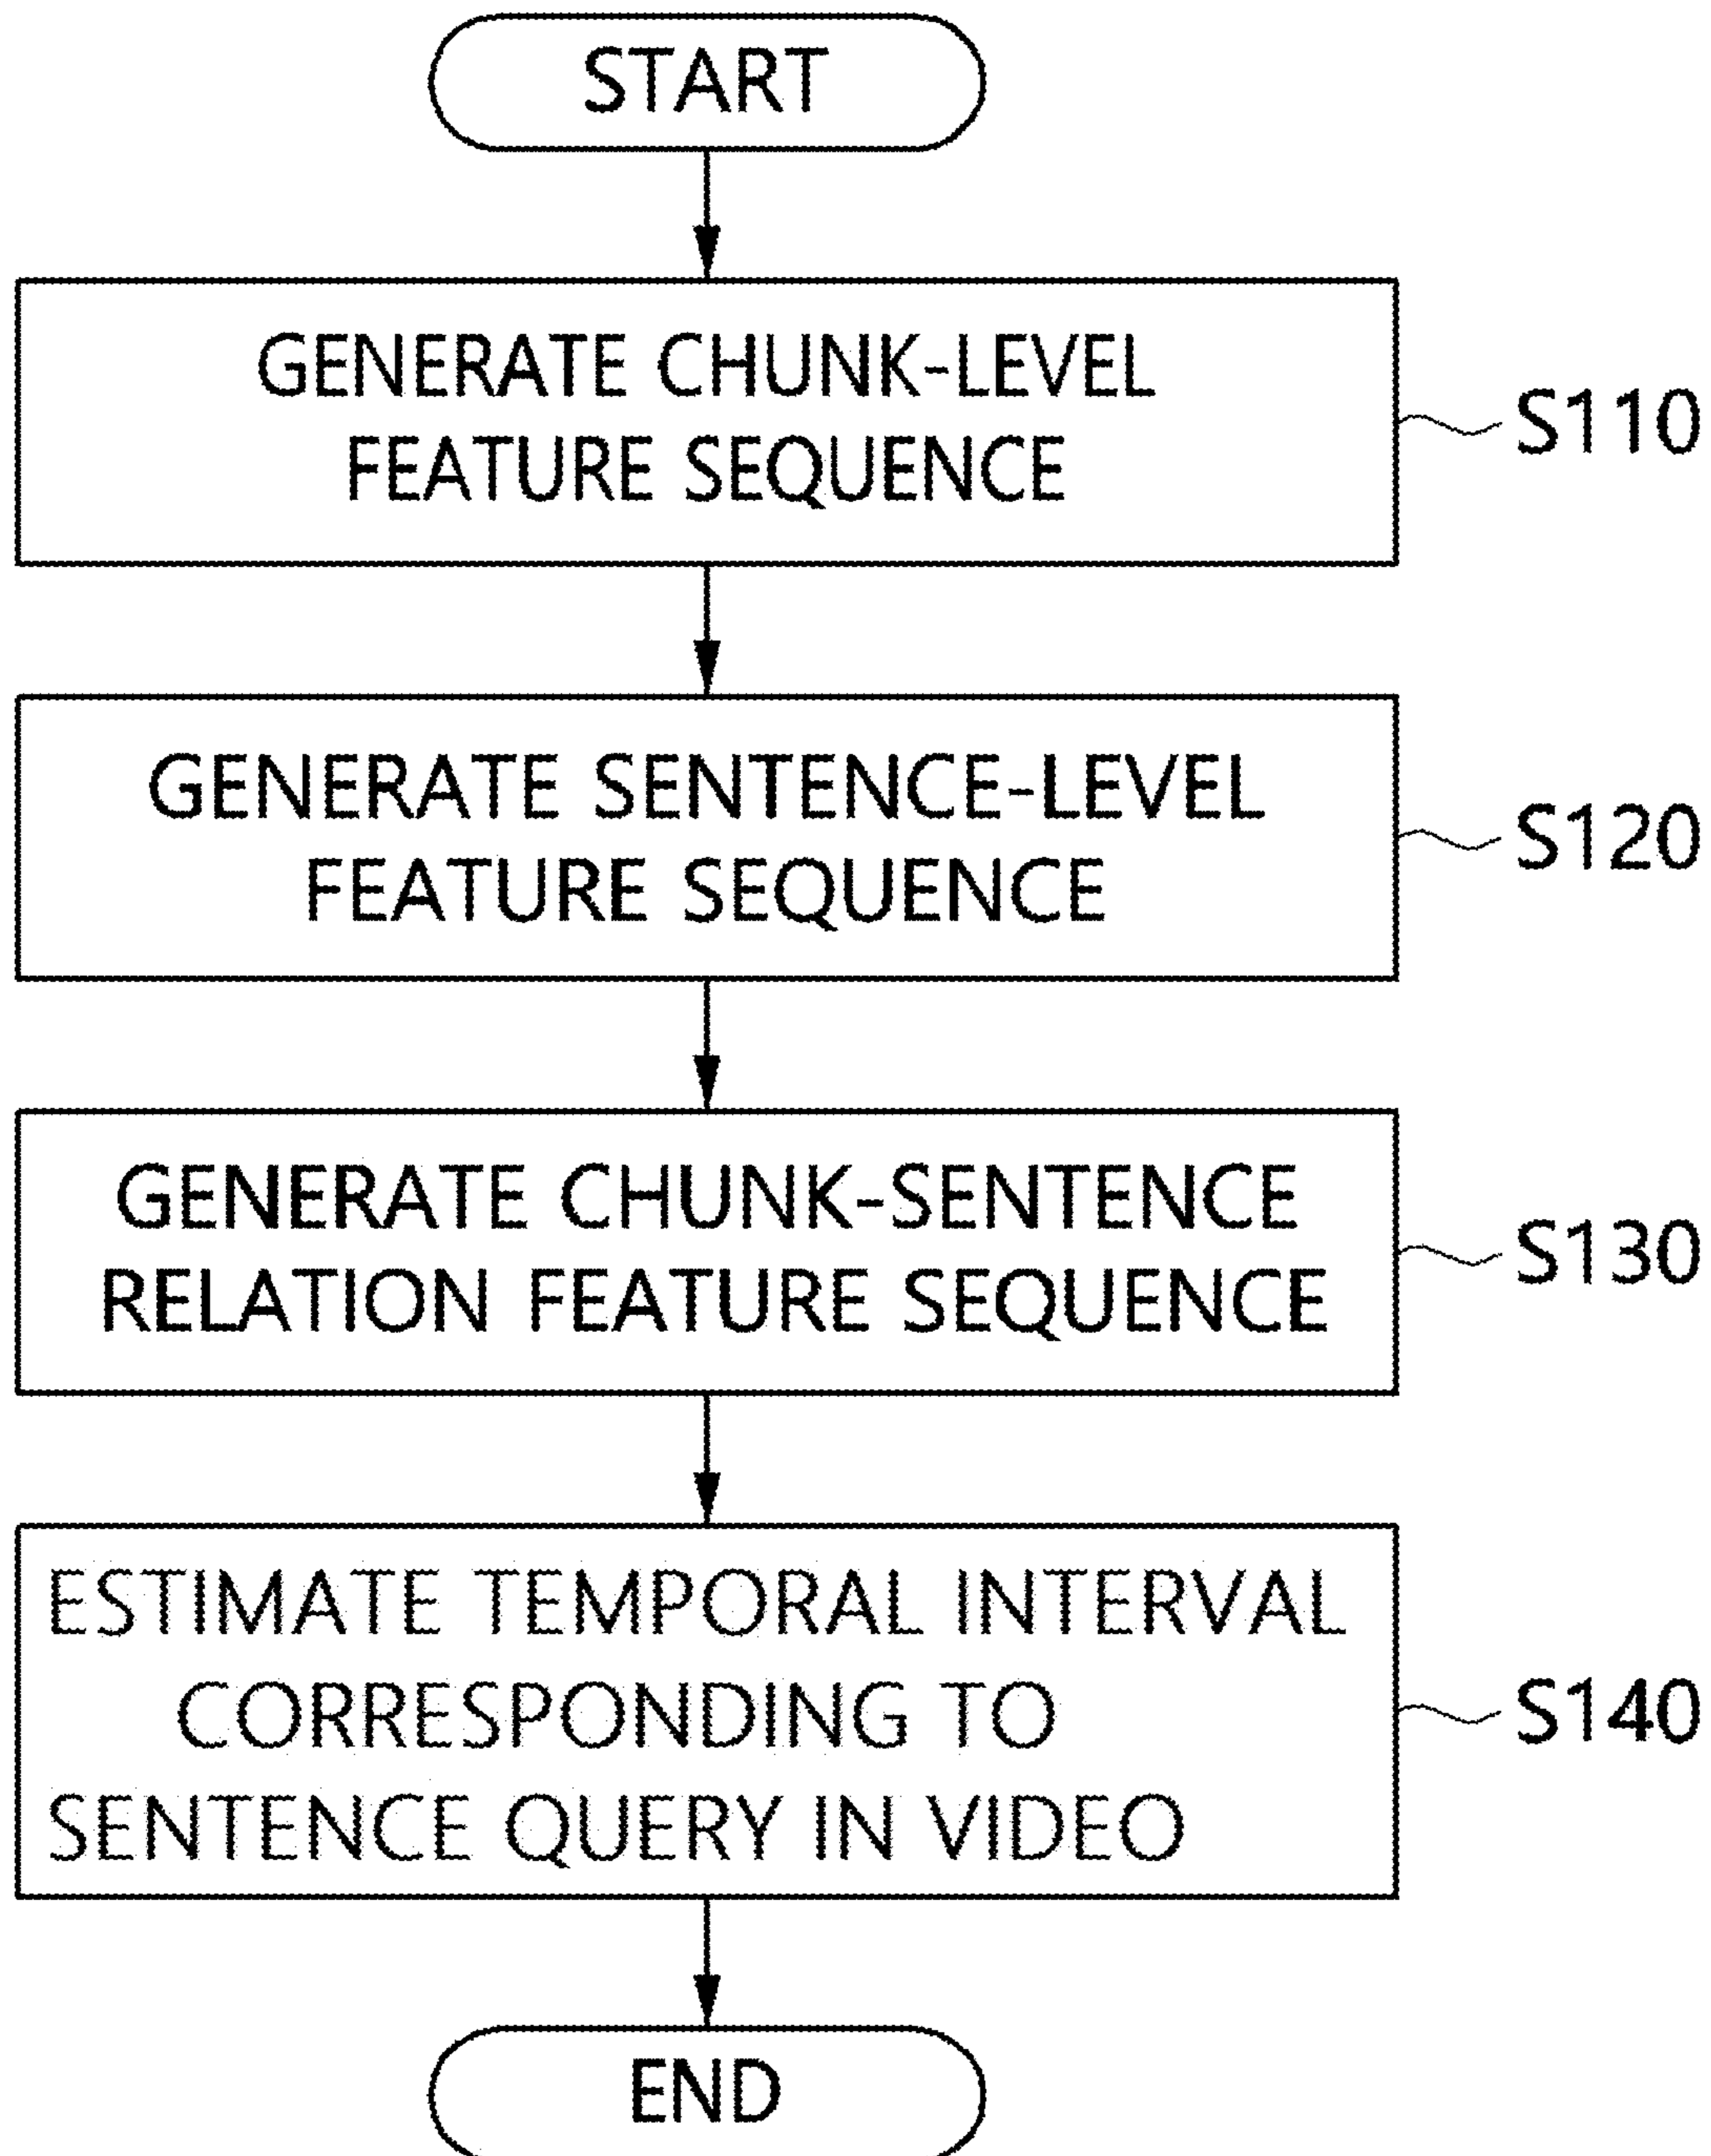 START
GENERATE CHUNK-LEVEL
FEATURE SEQUENCE
S110
GENERATE SENTENCE-LEVEL
FEATURE SEQUENCE
S120
GENERATE CHUNK-SENTENCE
RELATION FEATURE SEQUENCE
S130
ESTIMATE TEMPORAL INTERVAL
CORRESPONDING TO
SENTENCE QUERY IN VIDEO
S140
END